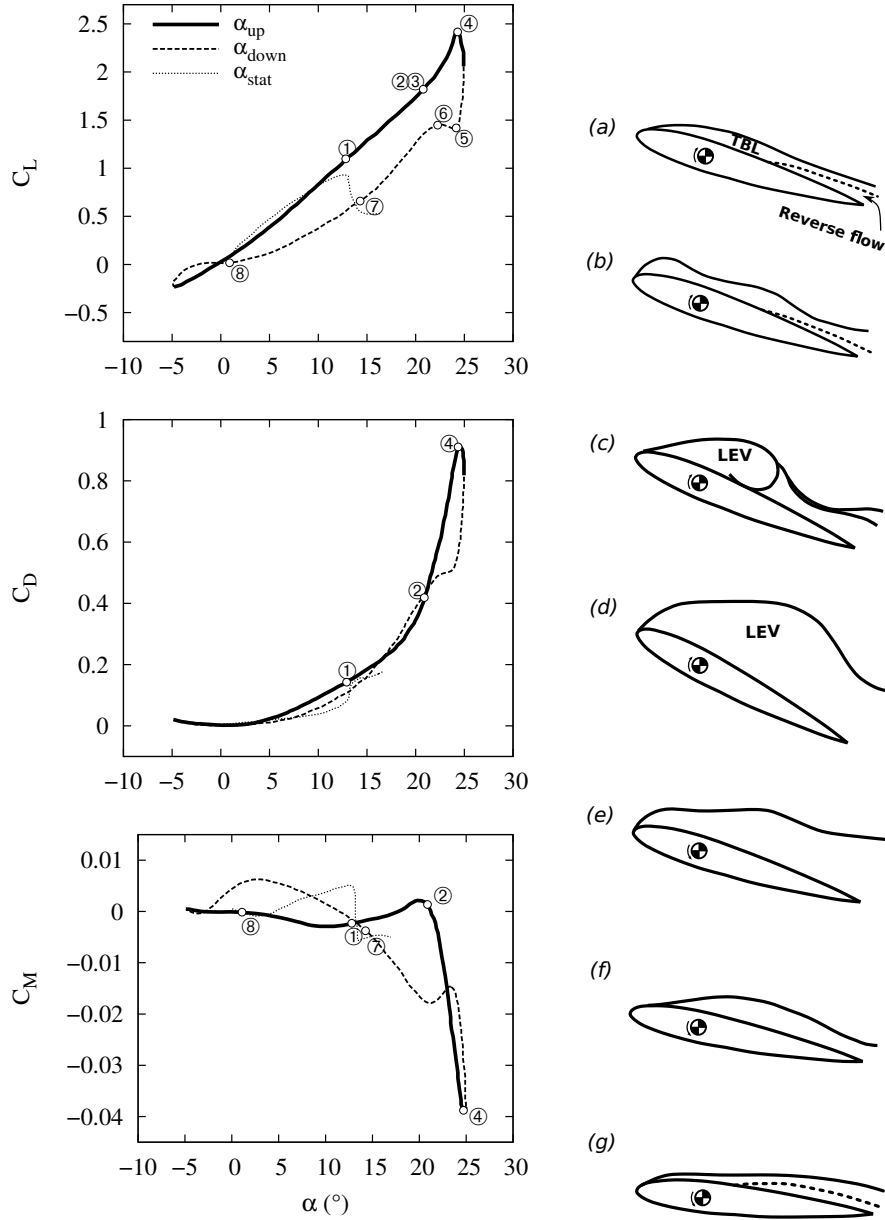 α_up
α_down
α_stat
2.5
2
1.5
1
0.5
0
−0.5
C_L
④
②③
⑥
⑤
①
⑦
⑧
−10 −5 0 5 10 15 20 25 30
1
0.8
0.6
0.4
0.2
0
C_D
④
②
①
−10 −5 0 5 10 15 20 25 30
0.01
0
−0.01
−0.02
−0.03
−0.04
C_M
②
⑧
①
⑦
④
−10 −5 0 5 10 15 20 25 30
α (°)
(a)
TBL
Reverse flow
(b)
(c)
LEV
(d)
LEV
(e)
(f)
(g)